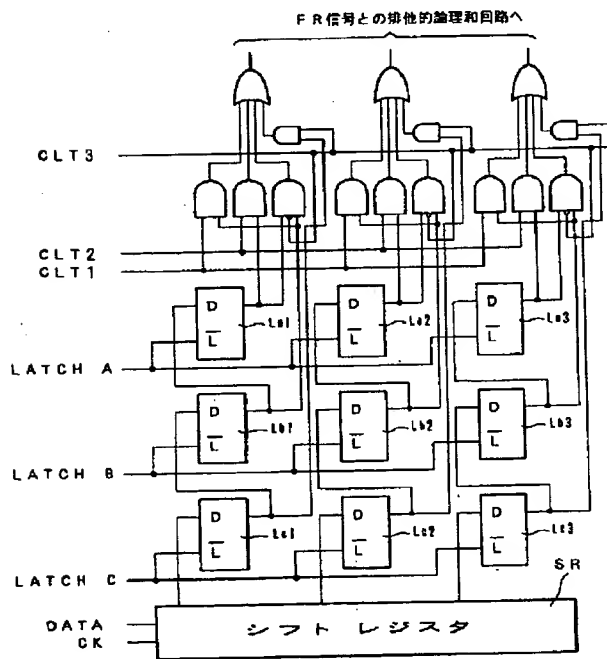 FR信号との排他的論理和回路へ
CLT3
CLT2
CLT1
D
L
La1
D
L
La2
D
L
La3
LATCH A
D
L
Lb1
D
L
Lb2
D
L
Lb3
LATCH B
D
L
Lc1
D
L
Lc2
D
L
Lc3
LATCH C
SR
DATA
CK
シフト レジスタ